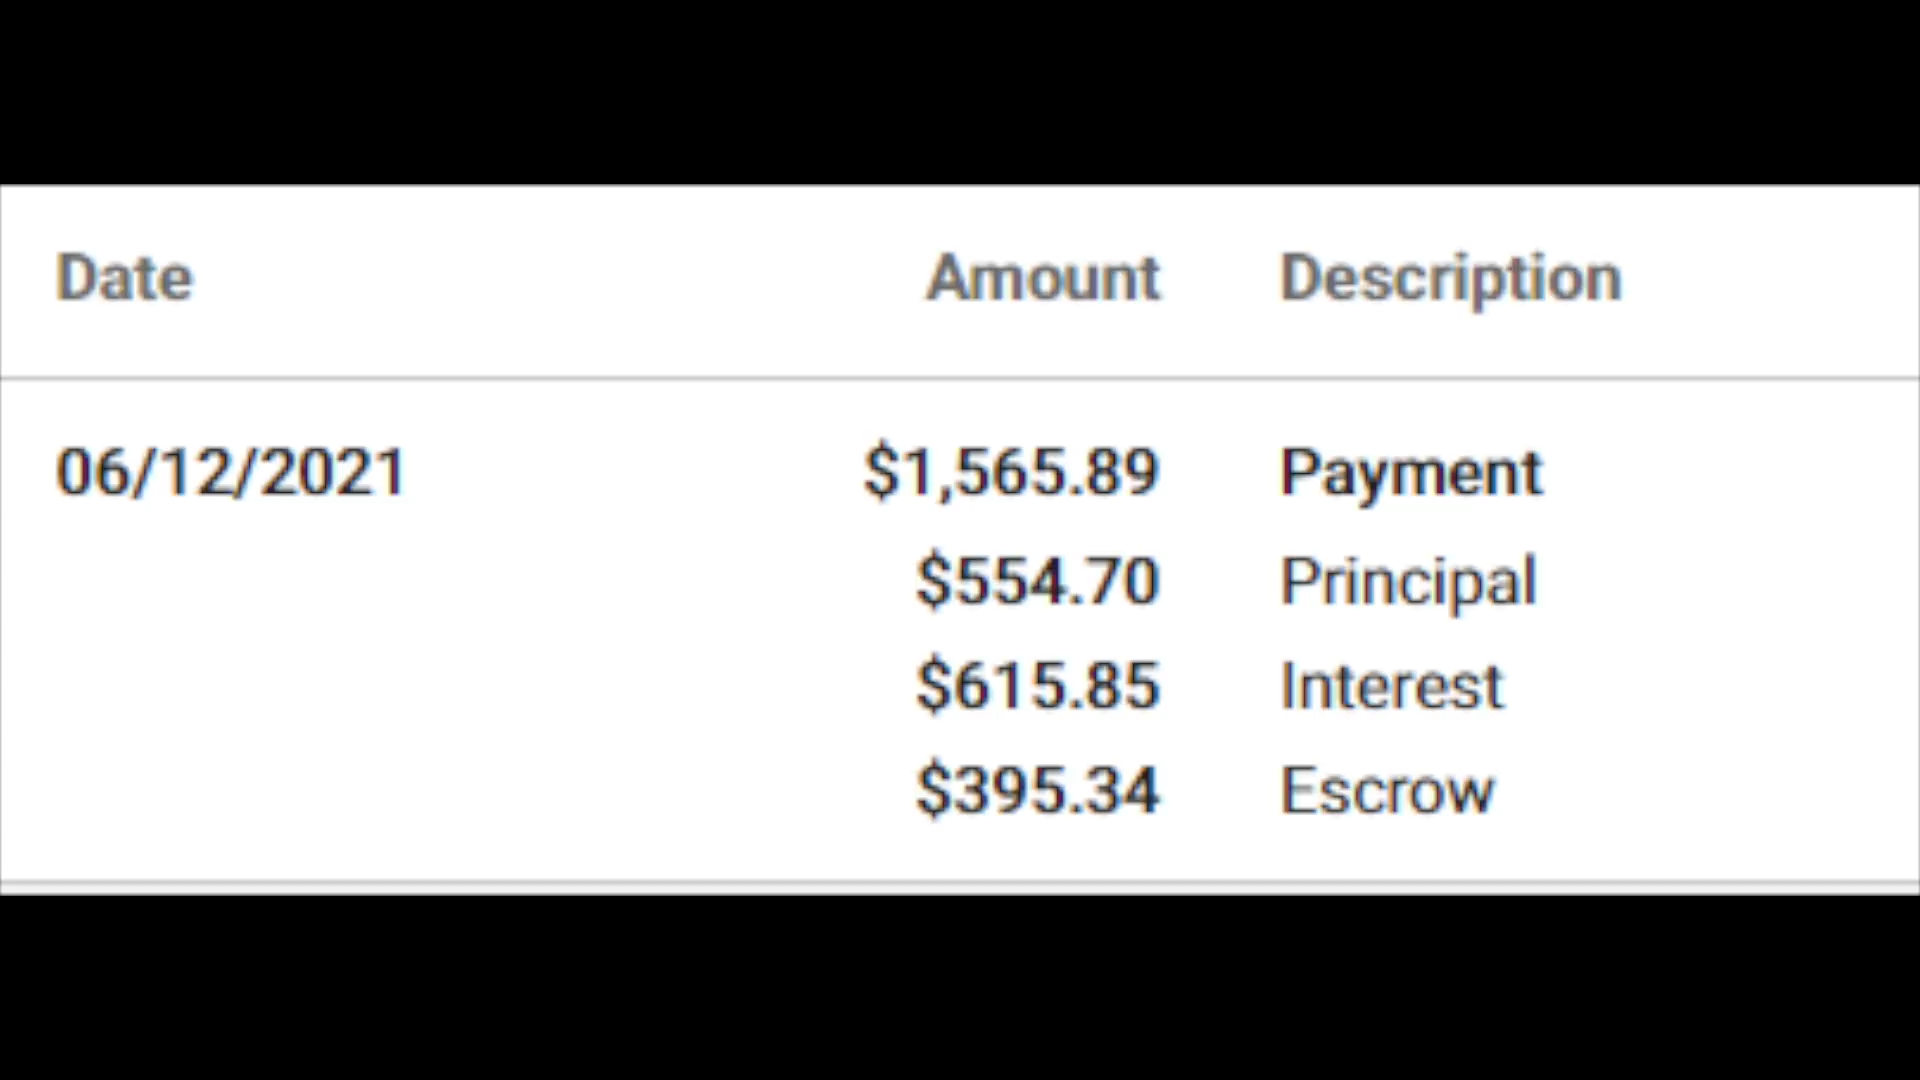 Date Amount Description
06/12/2021 $1,565.89 Payment
$554.70 Principal
$615.85 Interest
$395.34 Escrow